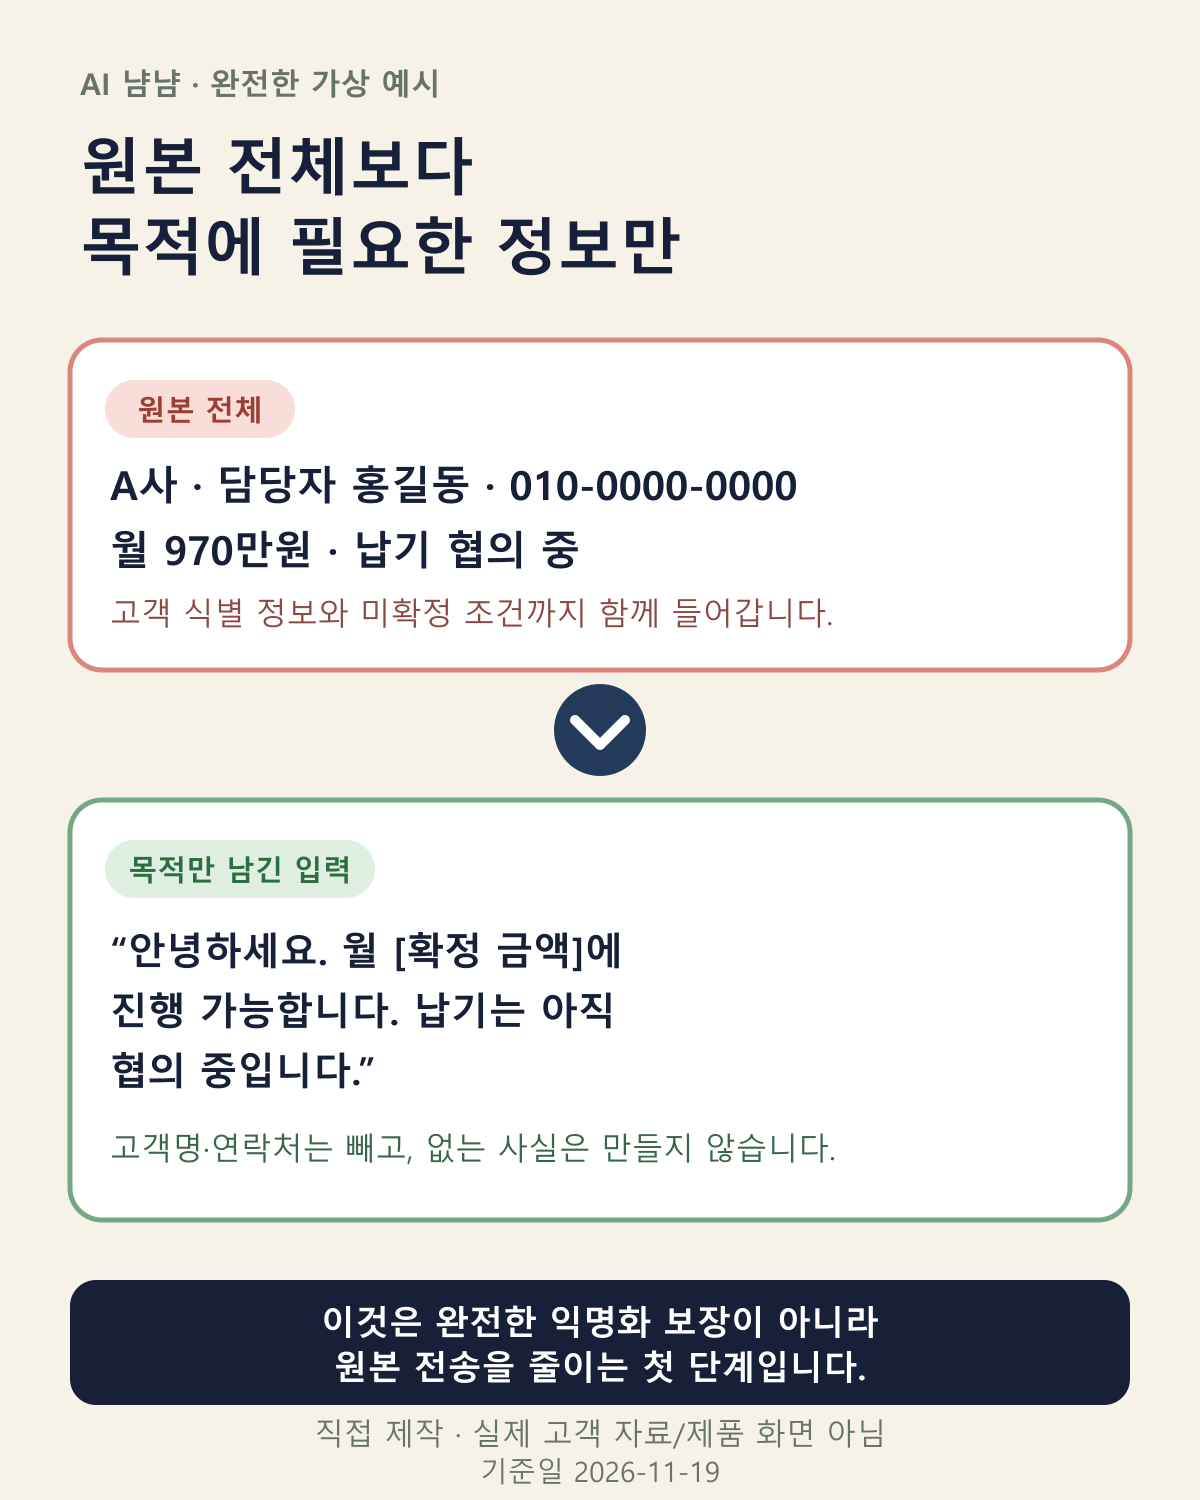 AI 냠냠 · 완전한 가상 예시
원본 전체보다
목적에 필요한 정보만
원본 전체
A사 · 담당자 홍길동 · 010-0000-0000
월 970만원 · 납기 협의 중
고객 식별 정보와 미확정 조건까지 함께 들어갑니다.
목적만 남긴 입력
“안녕하세요. 월 [확정 금액]에
진행 가능합니다. 납기는 아직
협의 중입니다.”
고객명·연락처는 빼고, 없는 사실은 만들지 않습니다.
이것은 완전한 익명화 보장이 아니라
원본 전송을 줄이는 첫 단계입니다.
직접 제작 · 실제 고객 자료/제품 화면 아님
기준일 2026-11-19